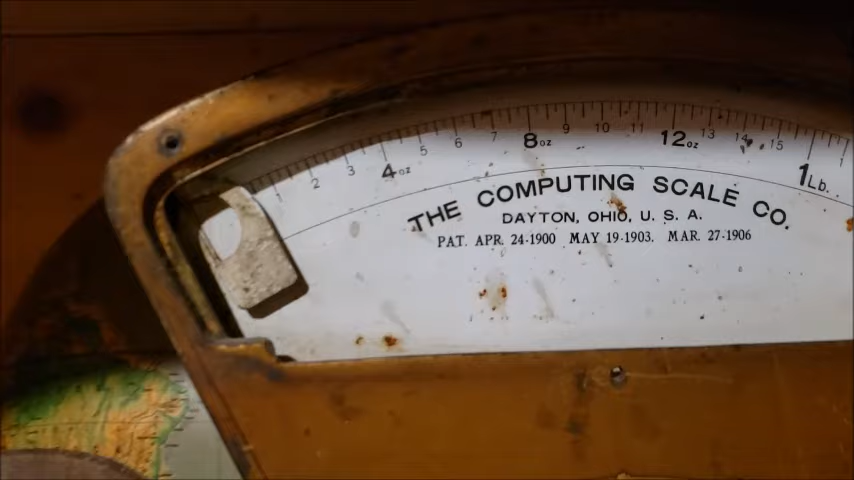 1 2 3 4oz 5 6 7 8oz 9 10 11 12oz 13 14 15 1Lb. 1
THE COMPUTING SCALE CO.
DAYTON, OHIO, U. S. A.
PAT. APR. 24-1900 MAY 19-1903. MAR. 27-1906